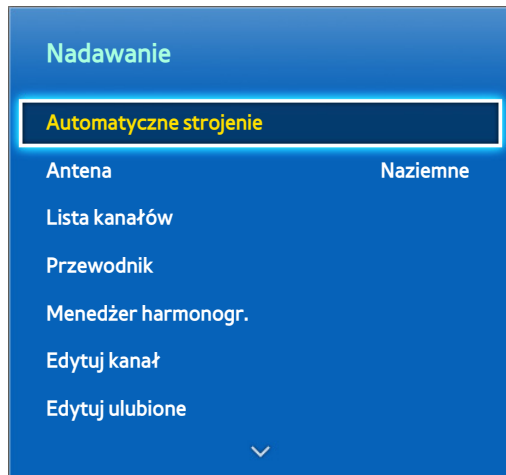 Nadawanie
Automatyczne strojenie
Antena Naziemne
Lista kanałów
Przewodnik
Menedżer harmonogr.
Edytuj kanał
Edytuj ulubione